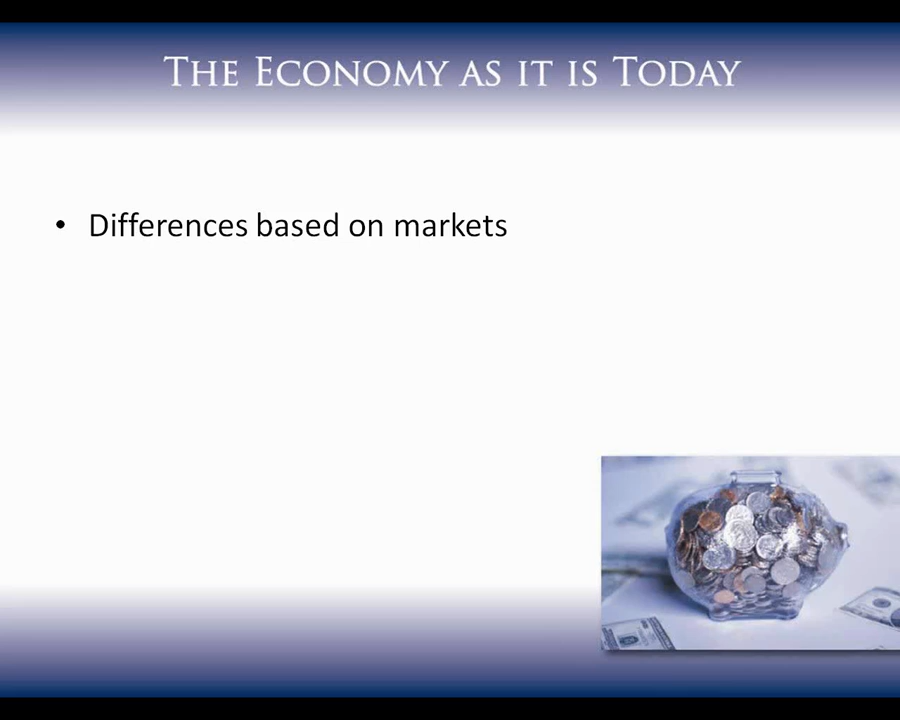 The Economy as it is Today
• Differences based on markets